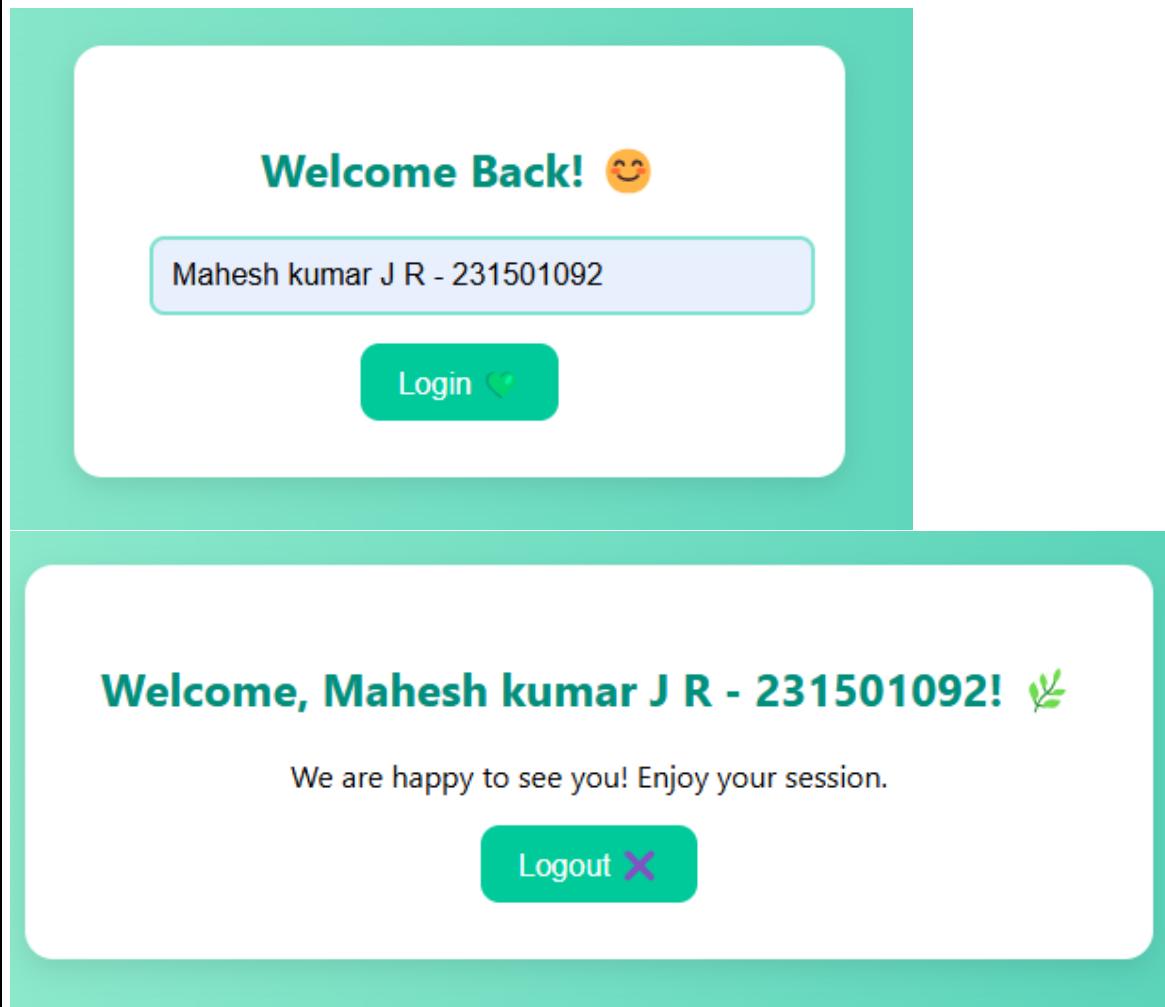 Welcome Back! 😊
Mahesh kumar J R - 231501092
Login 💚
Welcome, Mahesh kumar J R - 231501092! 🌿
We are happy to see you! Enjoy your session.
Logout ❌